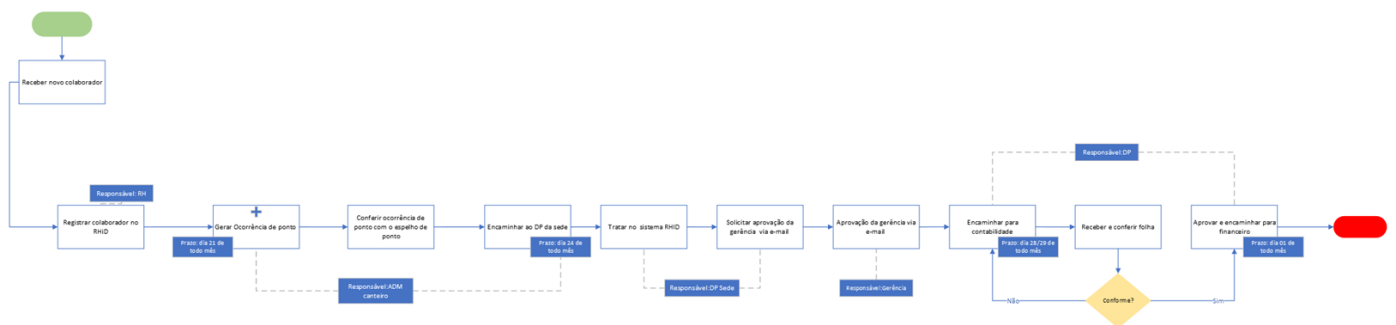 Receber novo colaborador
Responsável: RH
Registrar colaborador no
RHiD
Gerar Ocorrência de ponto
Prazo: dia 21 de
todo mês
Conferir ocorrência de
ponto com o espelho de
ponto
Encaminhar ao DP da sede
Prazo: dia 24 de
todo mês
Responsável:ADM
canteiro
Tratar no sistema RHID
Solicitar aprovação da
gerência via e-mail
Responsável:DP Sede
Aprovação da gerência via
e-mail
Responsável:Gerência
Responsável:DP
Encaminhar para
contabilidade
Prazo: dia 28/29 de
todo mês
Receber e conferir folha
Conforme?
Não
Sim
Aprovar e encaminhar para
financeiro
Prazo: dia 01 de
todo mês